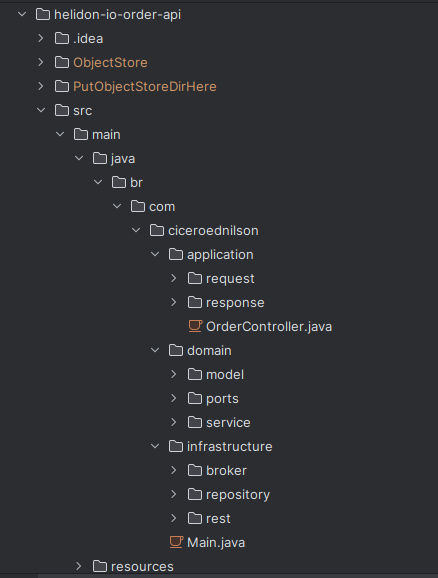 helidon-io-order-api
.idea
ObjectStore
PutObjectStoreDirHere
src
main
java
br
com
ciceroednilson
application
request
response
OrderController.java
domain
model
ports
service
infrastructure
broker
repository
rest
Main.java
resources